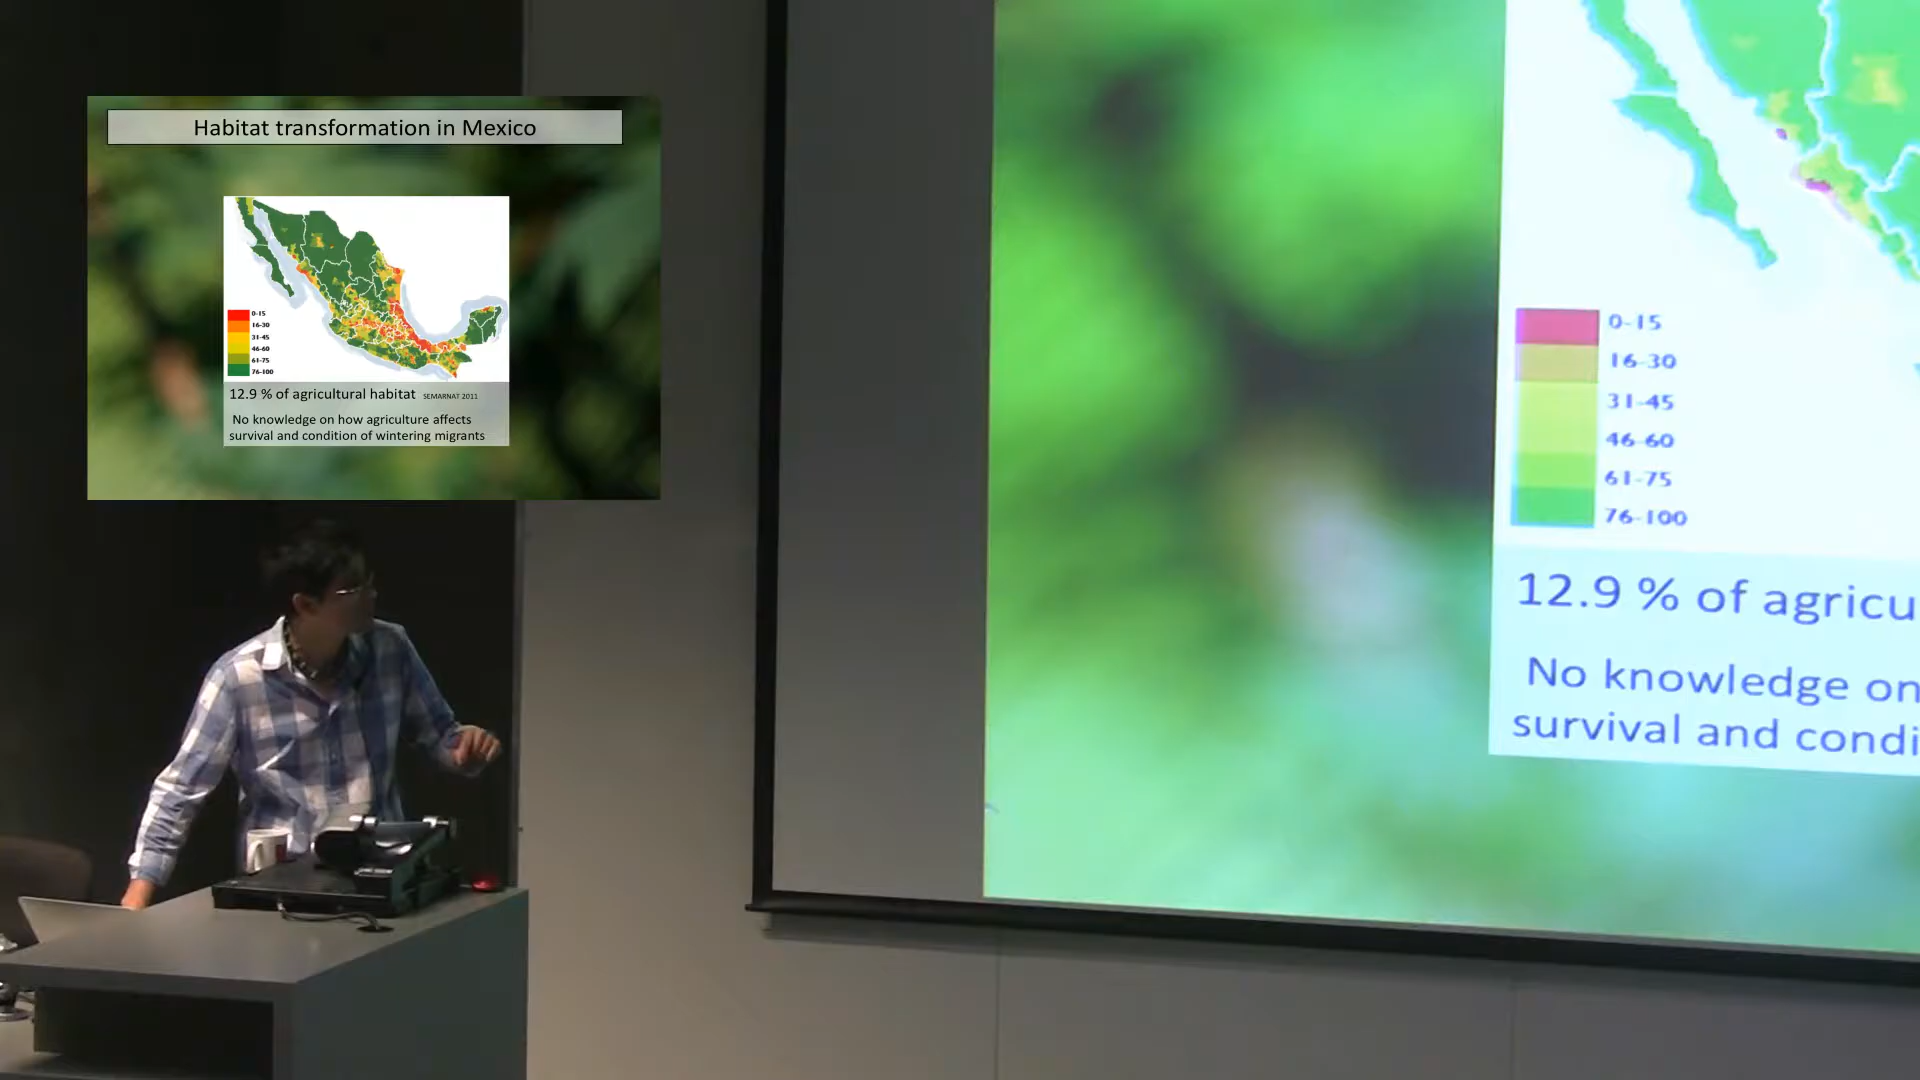 Habitat transformation in Mexico
0-15
16-30
31-45
46-60
61-75
76-100
12.9 % of agricultural habitat SEMARNAT 2011
No knowledge on how agriculture affects
survival and condition of wintering migrants
0-15
16-30
31-45
46-60
61-75
76-100
12.9 % of agricu
No knowledge on
survival and condi